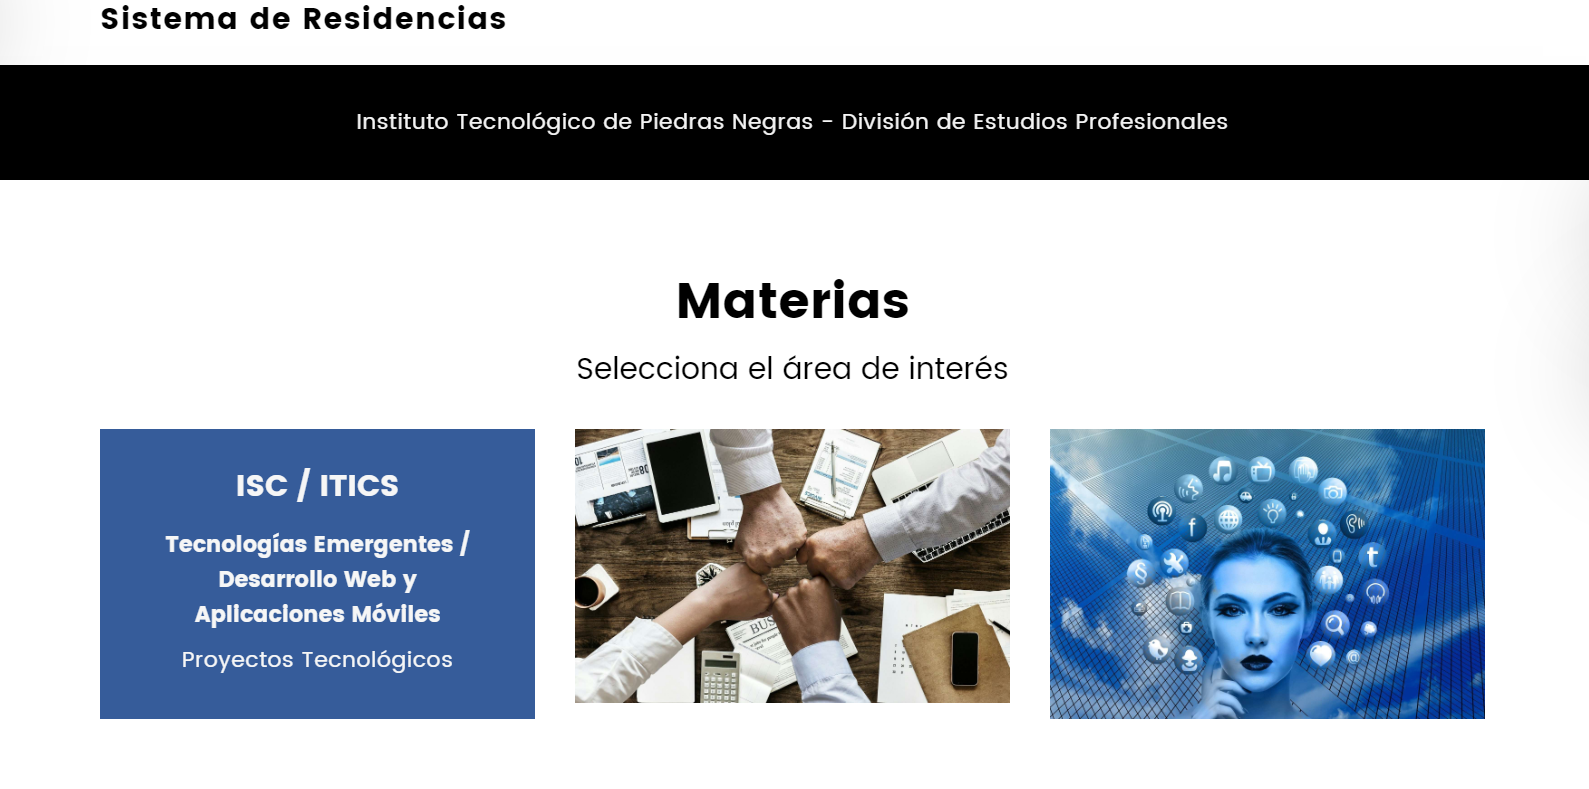 Sistema de Residencias
Instituto Tecnológico de Piedras Negras - División de Estudios Profesionales
Materias
Selecciona el área de interés
ISC / ITICS
Tecnologías Emergentes /
Desarrollo Web y
Aplicaciones Móviles
Proyectos Tecnológicos